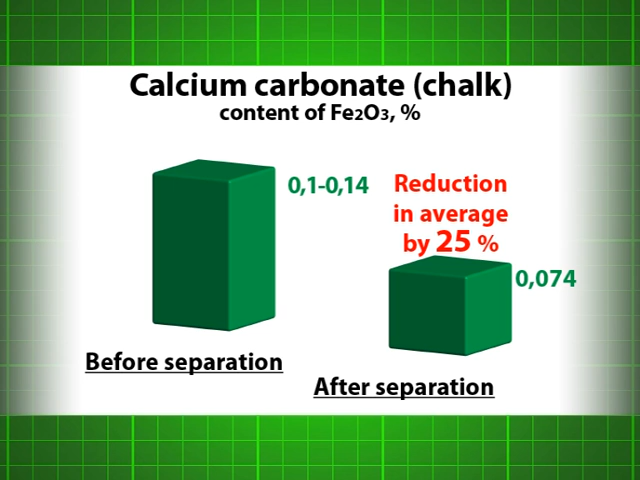 Calcium carbonate (chalk)
content of Fe2O3, %
0,1-0,14
Reduction
in average
by 25 %
0,074
Before separation
After separation